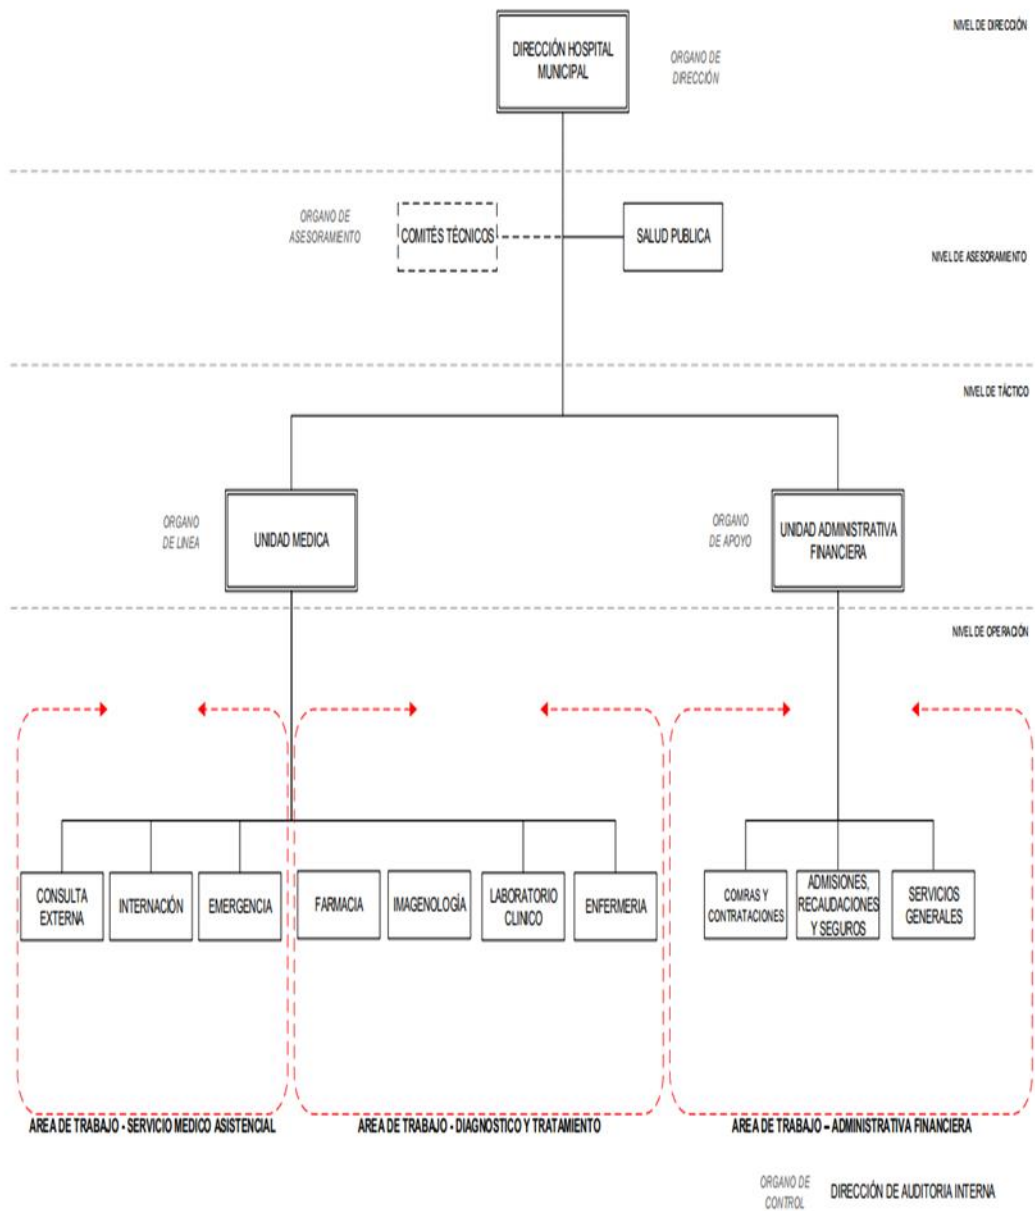 NIVEL DE DIRECCIÓN
DIRECCIÓN HOSPITAL
MUNICIPAL
ORGANO DE
DIRECCIÓN
ORGANO DE
ASESORAMIENTO
COMITÉS TÉCNICOS
SALUD PUBLICA
NIVEL DE ASESORAMIENTO
NIVEL DE TÁCTICO
ORGANO
DE LINEA
UNIDAD MEDICA
ORGANO
DE APOYO
UNIDAD ADMINISTRATIVA
FINANCIERA
NIVEL DE OPERACIÓN
CONSULTA
EXTERNA
INTERNACIÓN
EMERGENCIA
FARMACIA
IMAGENOLOGÍA
LABORATORIO
CLINICO
ENFERMERIA
COMRAS Y
CONTRATACIONES
ADMISIONES,
RECAUDACIONES
Y SEGUROS
SERVICIOS
GENERALES
AREA DE TRABAJO - SERVICIO MEDICO ASISTENCIAL
AREA DE TRABAJO - DIAGNOSTICO Y TRATAMIENTO
AREA DE TRABAJO – ADMINISTRATIVA FINANCIERA
ORGANO DE
CONTROL
DIRECCIÓN DE AUDITORIA INTERNA